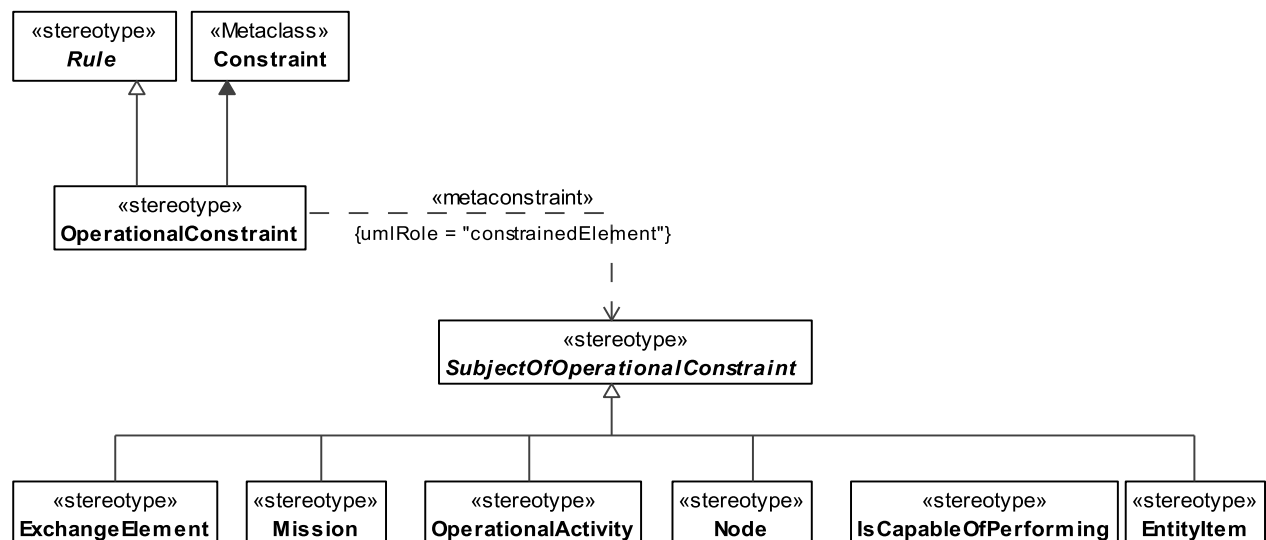 «stereotype»
Rule
«Metaclass»
Constraint
«stereotype»
OperationalConstraint
«metaconstraint»
{umlRole = "constrainedElement"}
«stereotype»
SubjectOfOperationalConstraint
«stereotype»
ExchangeElement
«stereotype»
Mission
«stereotype»
OperationalActivity
«stereotype»
Node
«stereotype»
IsCapableOfPerforming
«stereotype»
EntityItem